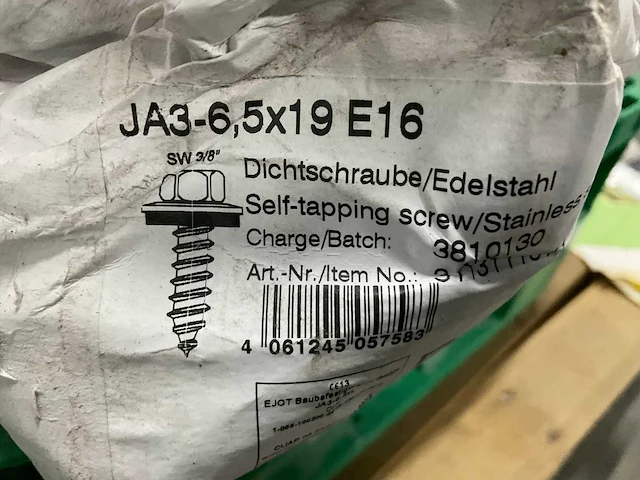 JA3-6,5x19 E16
SW 3/8"
Dichtschraube/Edelstahl
Self-tapping screw/Stainless
Charge/Batch: 3810130
Art.-Nr./Item No.:
4 061245 057583
EJOT